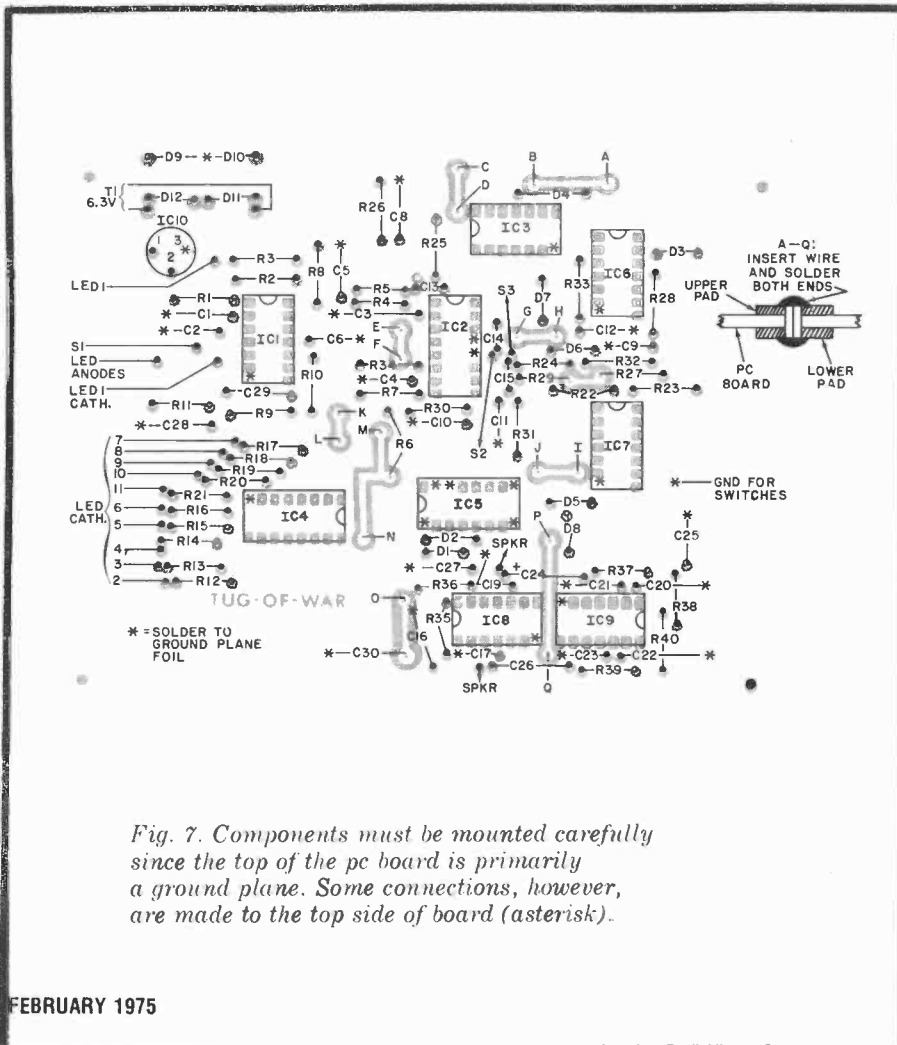 D9 * D10
T1
6.3V
D12 D11
IC10
1 3 *
2
LED1
R3
R2
R1
* C1
* C2
S1
LED
ANODES
LED1
CATH.
IC1
C29
R11
R9
* C28
R8
*
C5
C6 *
R10
R26
*
C8
C
D
R25
R5
R4
* C3
C13
E
F
R34
* C4
R7
R30
* C10
IC2
*
*
K
L
M
R6
N
B A
D4
IC3
S3
D7
G H
C14
C15
D6
R24
R29
C11
*
R31
S2
IC6
R33
D3
R28
C12 *
* C9
R32
R27
R22
R23
IC7
*
J I
A–Q:
INSERT WIRE
AND SOLDER
BOTH ENDS
UPPER
PAD
PC
BOARD
LOWER
PAD
* GND FOR
SWITCHES
*
C25
LED
CATH.
7
8
9
10
11
6
5
4
3
2
R17
R18
R19
R20
R21
R16
R15
R14
R13
R12
* IC4
* * * *
IC5
* *
D5
P
D8
D2
D1
SPKR
* C27
*
+
C24
R36
C19
R37
* C21
C20 *
R38
R40
TUG-OF-WAR
O
*
C16
R35
IC8
*
IC9
* C30
* C17
C26
* C23
C22 *
R39
SPKR
Q
* = SOLDER TO
GROUND PLANE
FOIL
Fig. 7. Components must be mounted carefully
since the top of the pc board is primarily
a ground plane. Some connections, however,
are made to the top side of board (asterisk).
FEBRUARY 1975